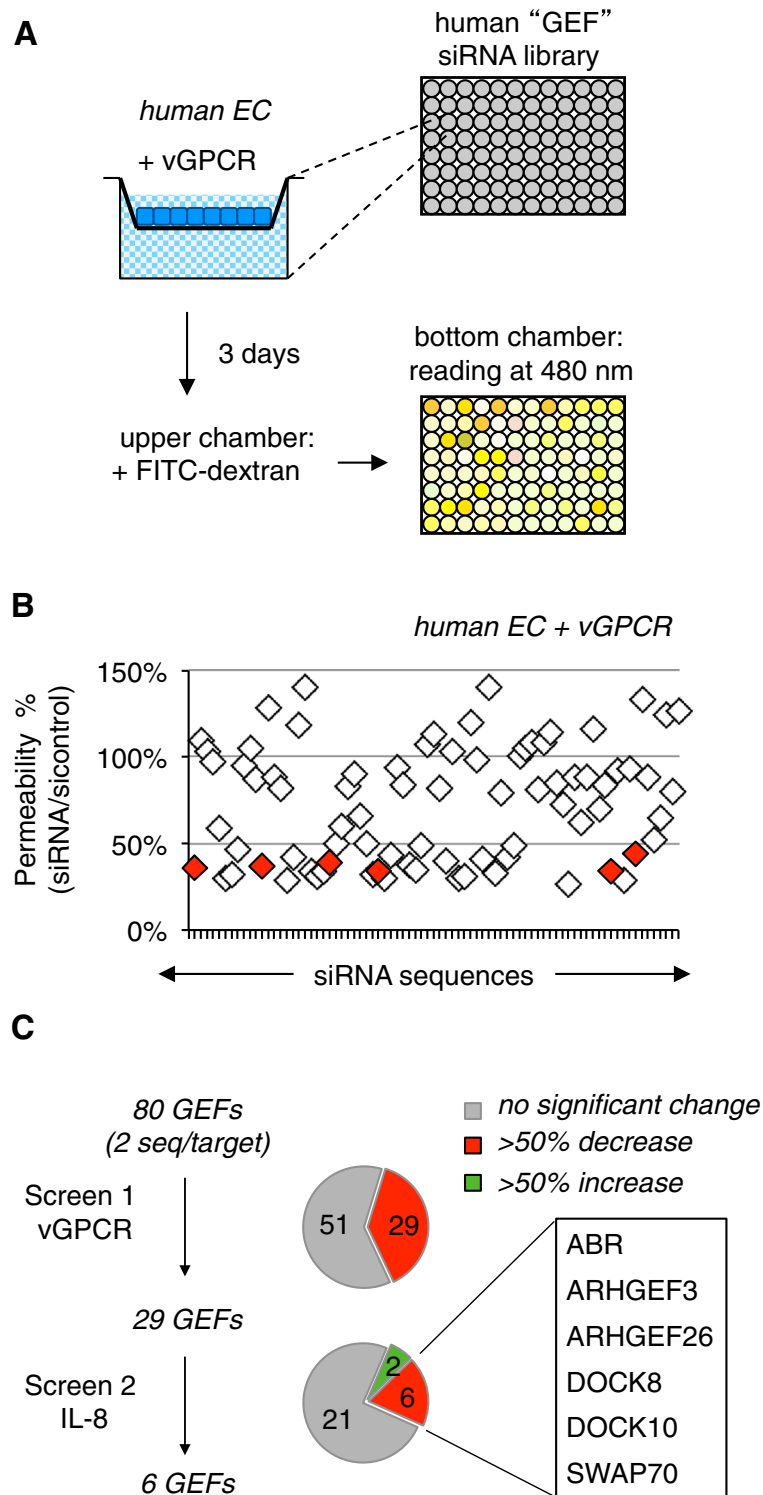 A
human “GEF”
siRNA library
human EC
+ vGPCR
3 days
bottom chamber:
reading at 480 nm
upper chamber:
+ FITC-dextran
B
human EC + vGPCR
Permeability %
(siRNA/sicontrol)
150%
100%
50%
0%
siRNA sequences
C
80 GEFs
(2 seq/target)
no significant change
>50% decrease
>50% increase
Screen 1
vGPCR
51
29
29 GEFs
Screen 2
IL-8
2
6
21
6 GEFs
ABR
ARHGEF3
ARHGEF26
DOCK8
DOCK10
SWAP70